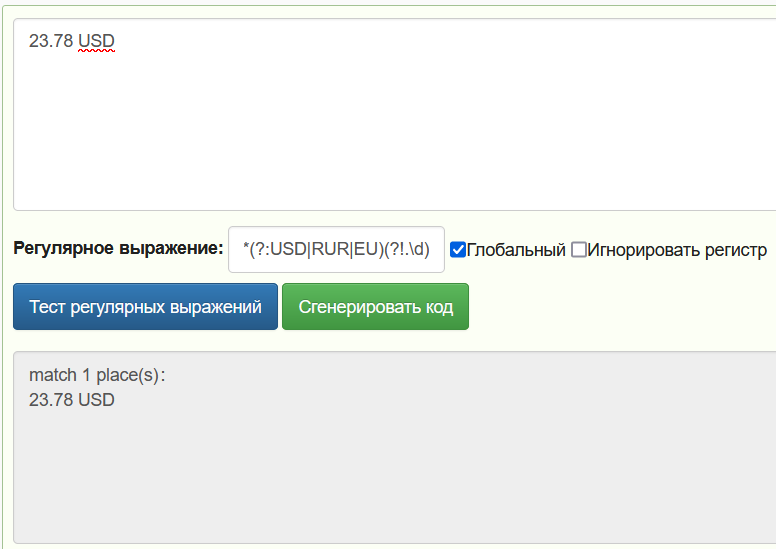 23.78 USD
Регулярное выражение: *(?:USD|RUR|EU)(?!.\d) Глобальный Игнорировать регистр
Тест регулярных выражений Сгенерировать код
match 1 place(s):
23.78 USD